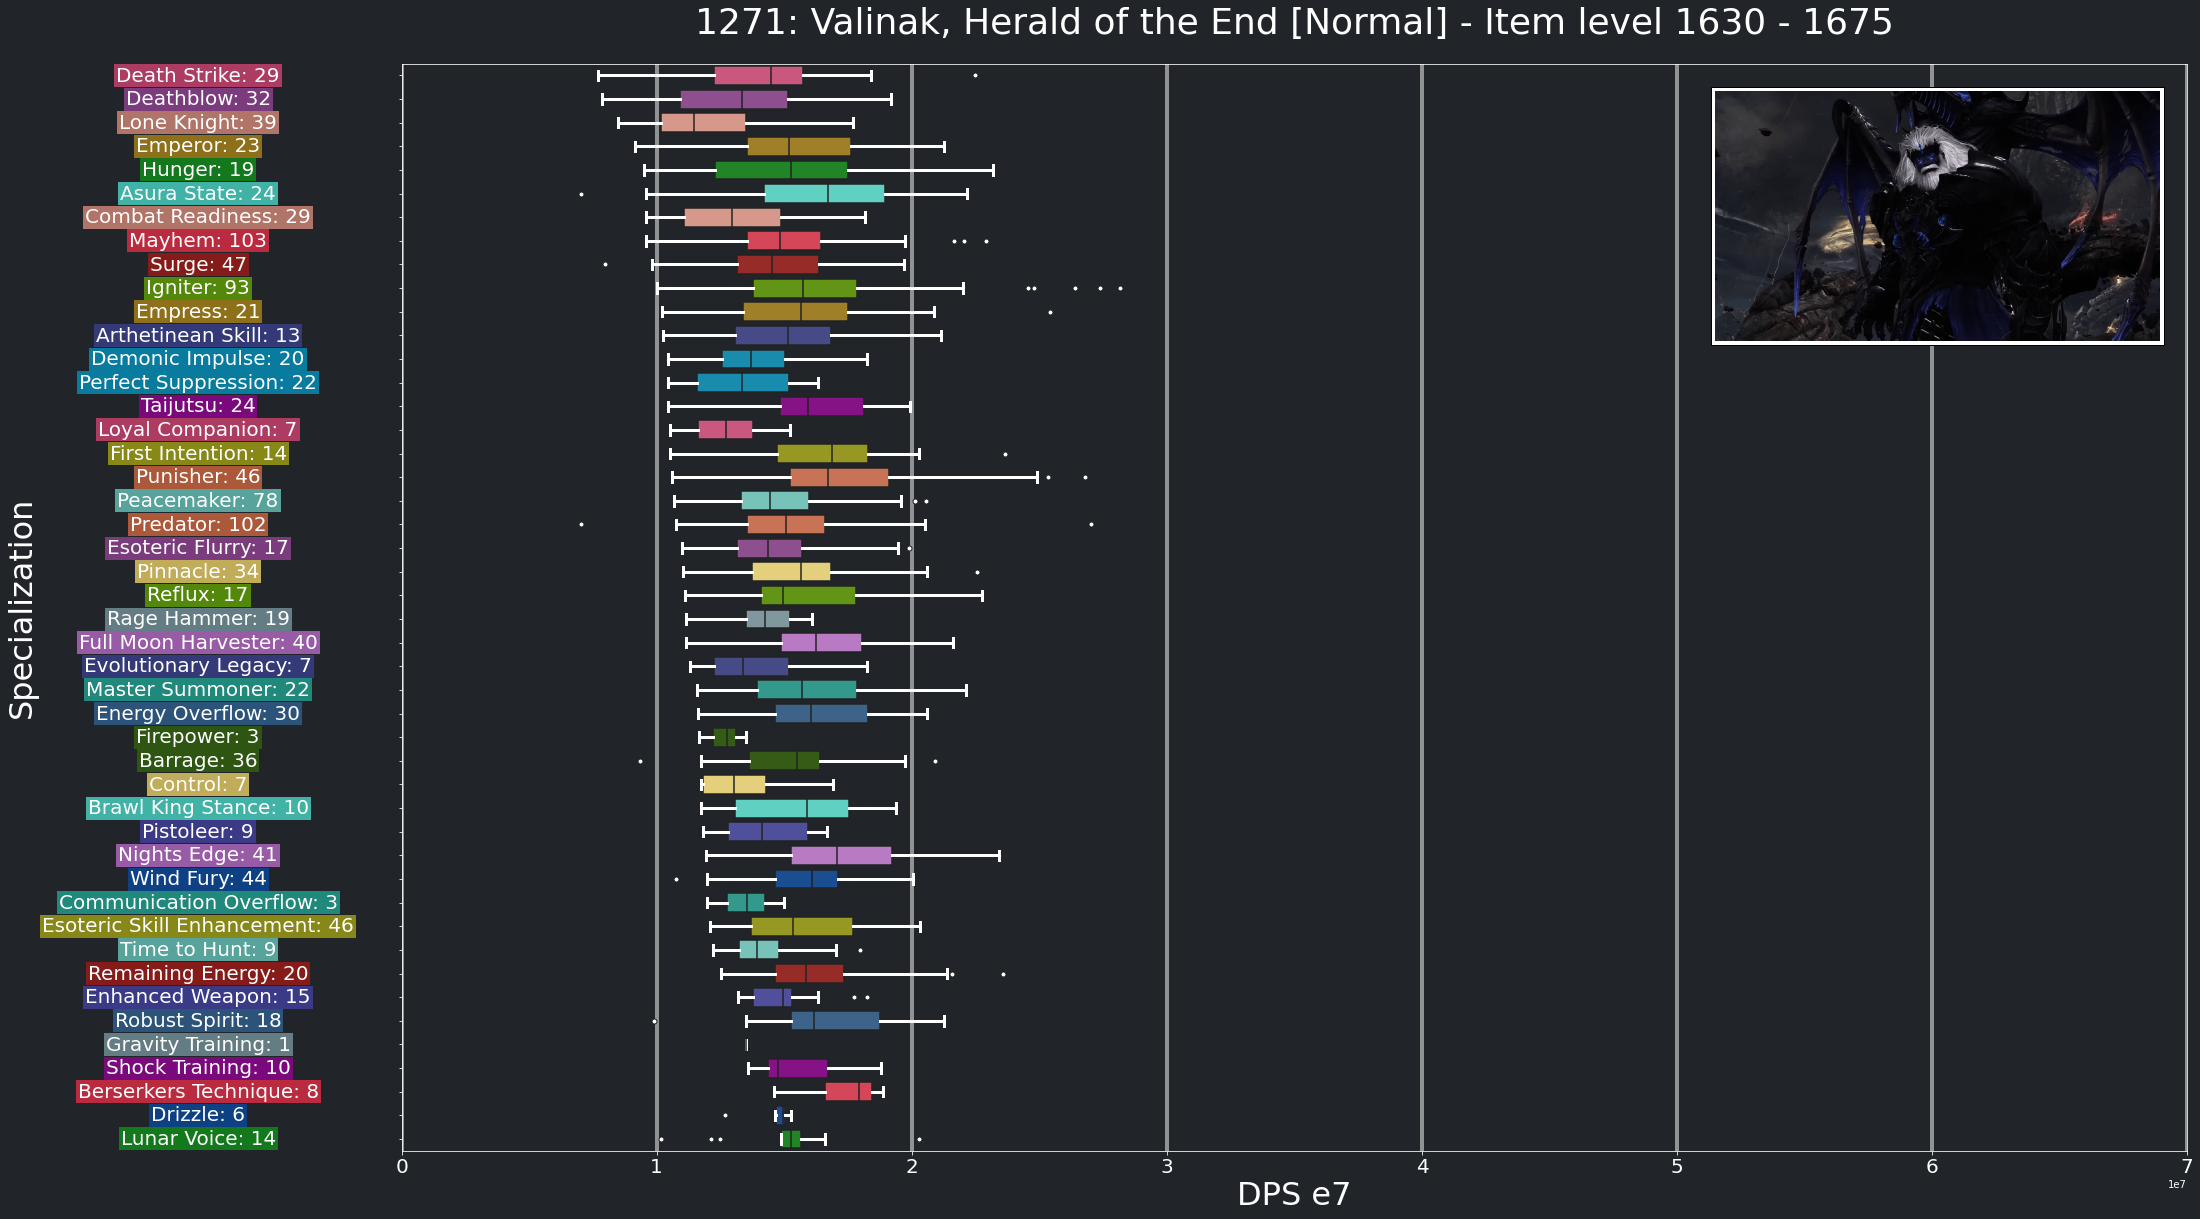 1271: Valinak, Herald of the End [Normal] - Item level 1630 - 1675
Death Strike: 29
Deathblow: 32
Lone Knight: 39
Emperor: 23
Hunger: 19
Asura State: 24
Combat Readiness: 29
Mayhem: 103
Surge: 47
Igniter: 93
Empress: 21
Arthetinean Skill: 13
Demonic Impulse: 20
Perfect Suppression: 22
Taijutsu: 24
Loyal Companion: 7
First Intention: 14
Punisher: 46
Peacemaker: 78
Predator: 102
Esoteric Flurry: 17
Pinnacle: 34
Reflux: 17
Rage Hammer: 19
Full Moon Harvester: 40
Evolutionary Legacy: 7
Master Summoner: 22
Energy Overflow: 30
Firepower: 3
Barrage: 36
Control: 7
Brawl King Stance: 10
Pistoleer: 9
Nights Edge: 41
Wind Fury: 44
Communication Overflow: 3
Esoteric Skill Enhancement: 46
Time to Hunt: 9
Remaining Energy: 20
Enhanced Weapon: 15
Robust Spirit: 18
Gravity Training: 1
Shock Training: 10
Berserkers Technique: 8
Drizzle: 6
Lunar Voice: 14
Specialization
0 1 2 3 4 5 6 7
1e7
DPS e7